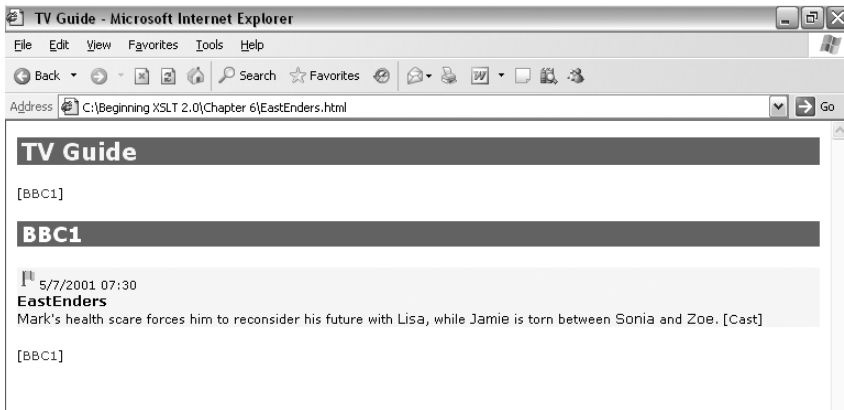 TV Guide - Microsoft Internet Explorer
File Edit View Favorites Tools Help
Back Search Favorites W
Address C:\Beginning XSLT 2.0\Chapter 6\EastEnders.html Go
TV Guide
[BBC1]
BBC1
5/7/2001 07:30
EastEnders
Mark's health scare forces him to reconsider his future with Lisa, while Jamie is torn between Sonia and Zoe. [Cast]
[BBC1]